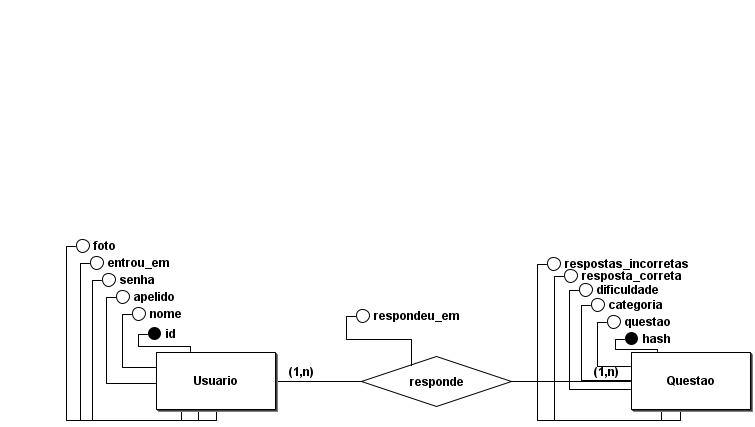 foto
entrou_em
senha
apelido
nome
id
Usuario
(1,n)
respondeu_em
responde
(1,n)
respostas_incorretas
resposta_correta
dificuldade
categoria
questao
hash
Questao